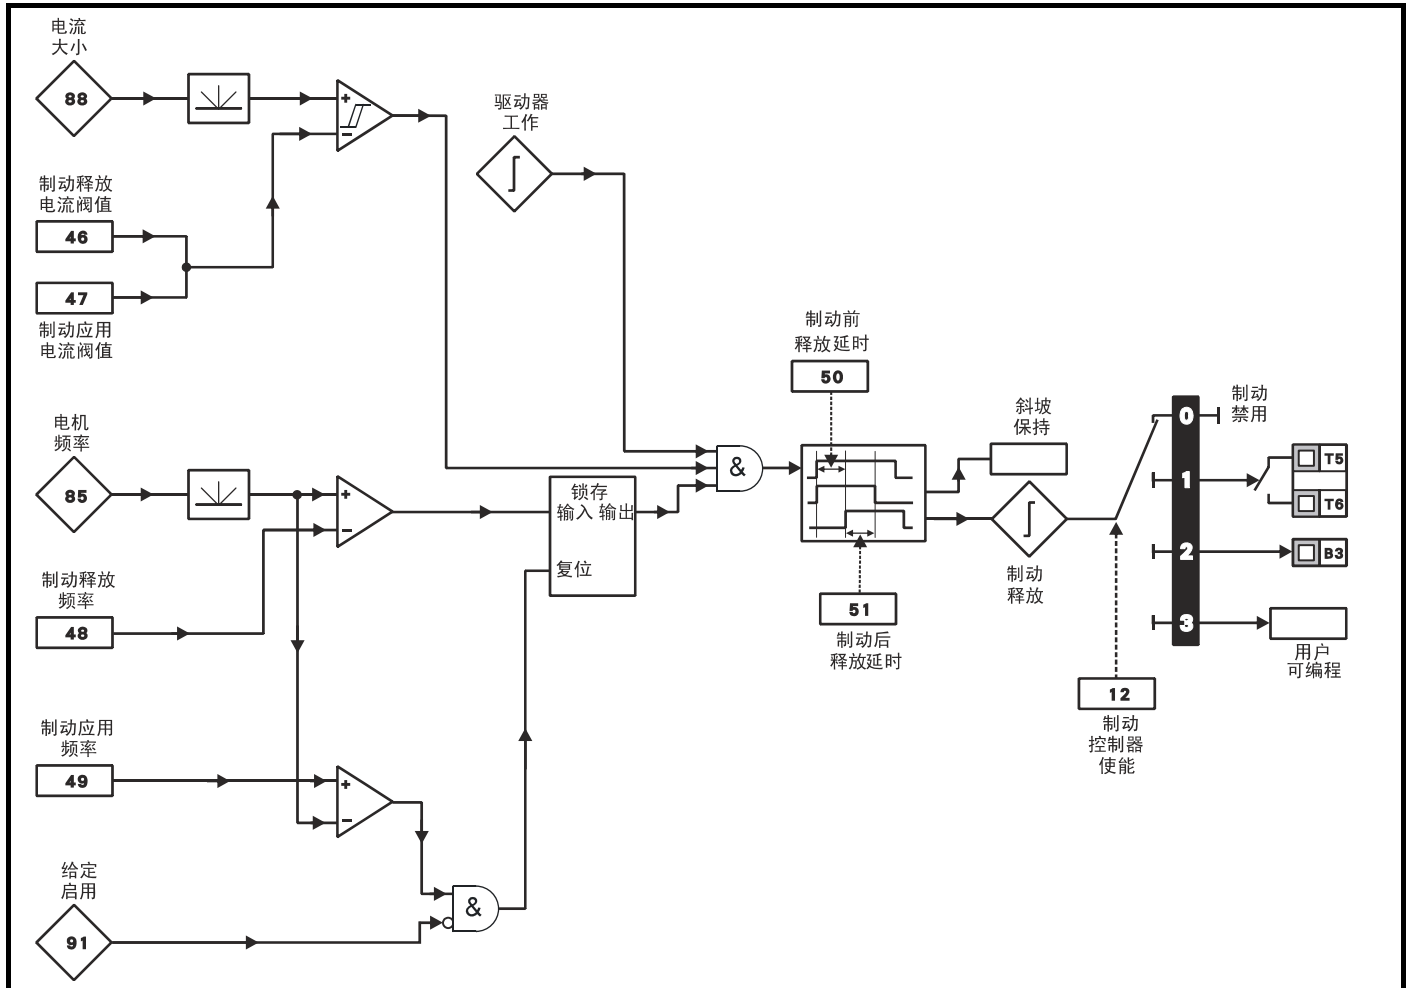 电流
大小
88
+
−
制动释放
电流阀值
46
47
制动应用
电流阀值
驱动器
工作
电机
频率
85
+
−
制动释放
频率
48
锁存
输入 输出
复位
制动应用
频率
49
+
−
给定
启用
91
&
&
制动前
释放延时
50
51
制动后
释放延时
斜坡
保持
制动
释放
12
制动
控制器
使能
0
制动
禁用
1
T5
T6
2
B3
3
用户
可编程